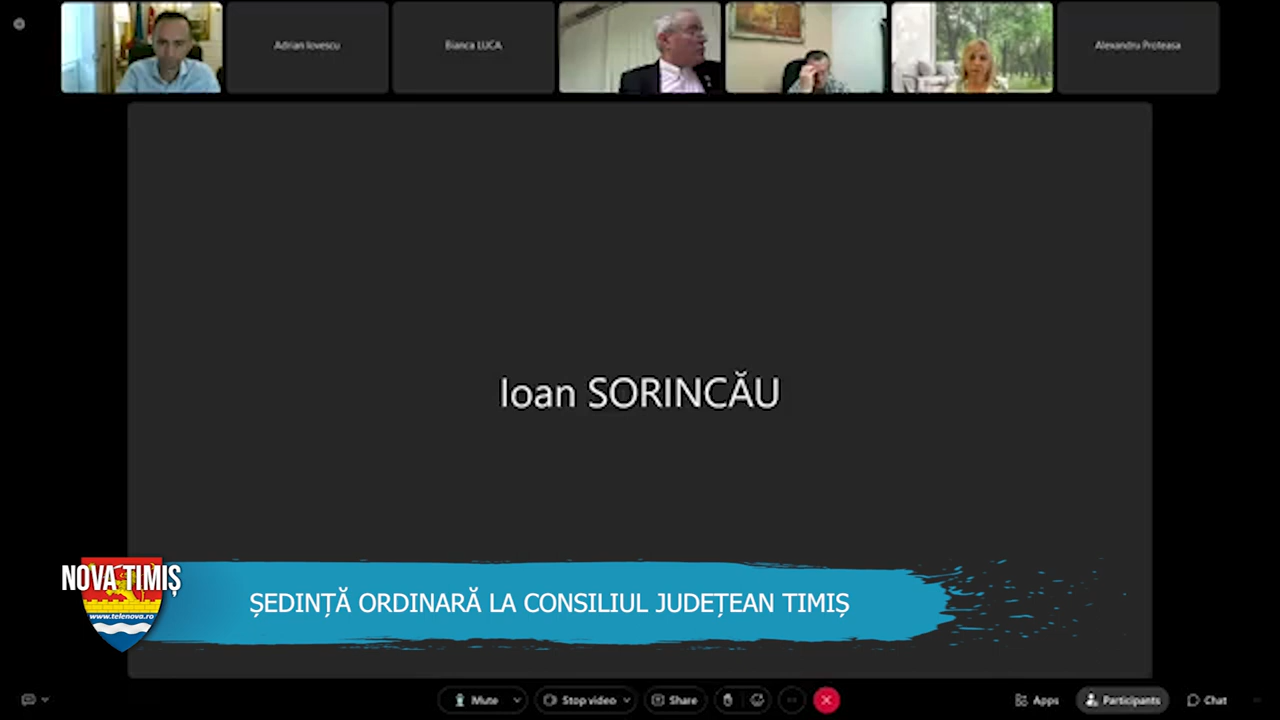 Adrian Iovescu
Bianca LUCA
Alexandru Proteasa
Ioan SORINCĂU
NOVA TIMIȘ
www.telenova.ro
ȘEDINȚĂ ORDINARĂ LA CONSILIUL JUDEȚEAN TIMIȘ
Mute
Stop video
Share
Apps
Participants
Chat